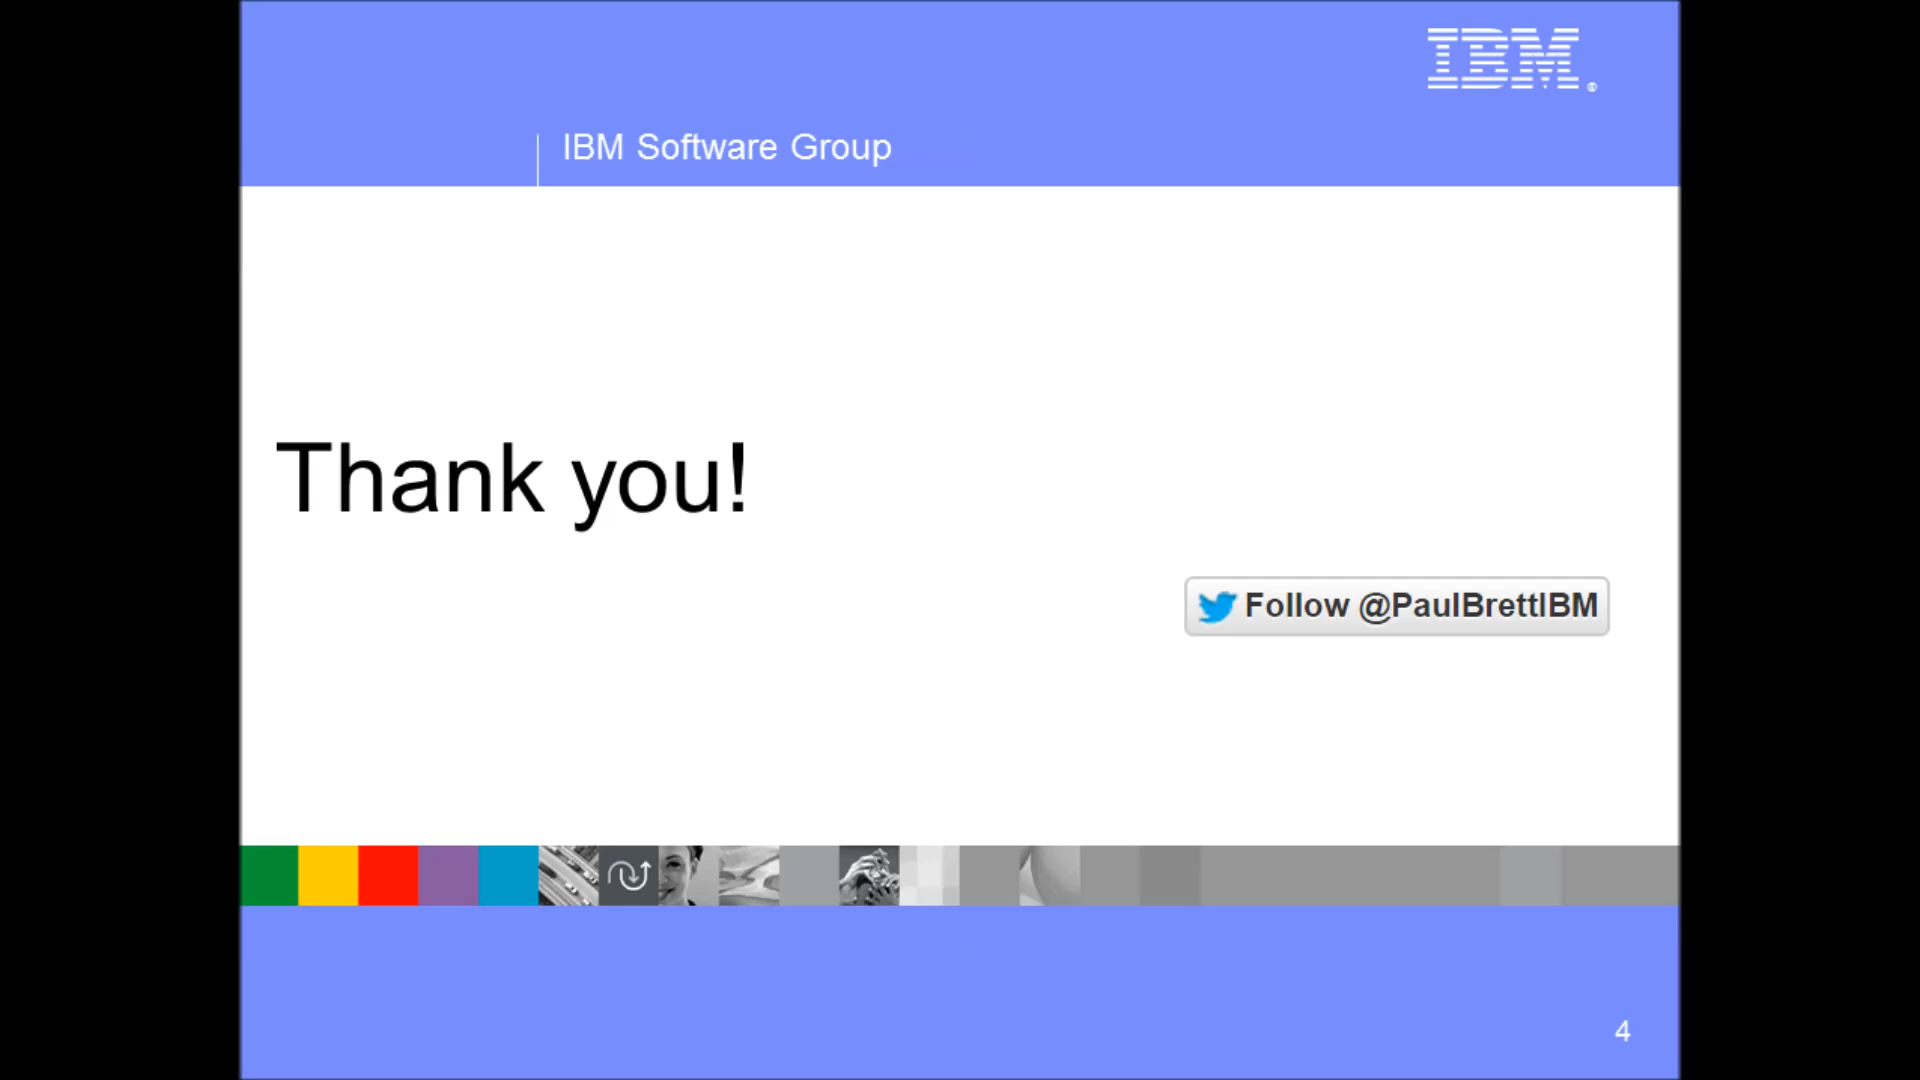 IBM®
IBM Software Group
Thank you!
Follow @PaulBrettIBM
4